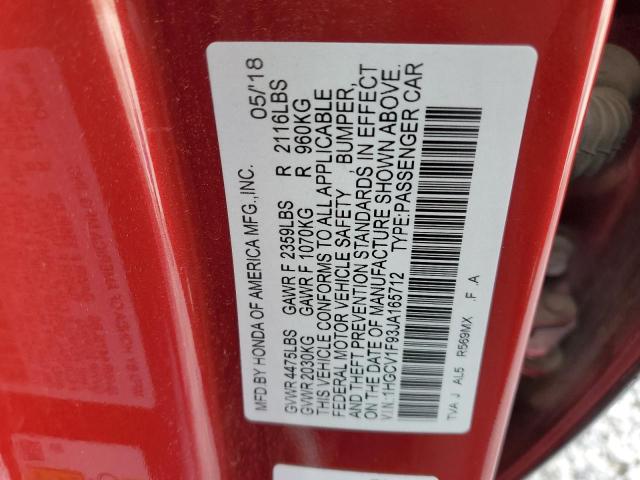 MFD.BY HONDA OF AMERICA MFG.,INC. 05/'18
GVWR 4475LBS GAWR F 2359LBS R 2116LBS
GVWR 2030KG GAWR F 1070KG R 960KG
THIS VEHICLE CONFORMS TO ALL APPLICABLE
FEDERAL MOTOR VEHICLE SAFETY , BUMPER,
AND THEFT PREVENTION STANDARDS IN EFFECT
ON THE DATE OF MANUFACTURE SHOWN ABOVE.
V.I.N.:1HGCV1F93JA165712 TYPE:PASSENGER CAR
TVA J AL5 R569MX .F .A